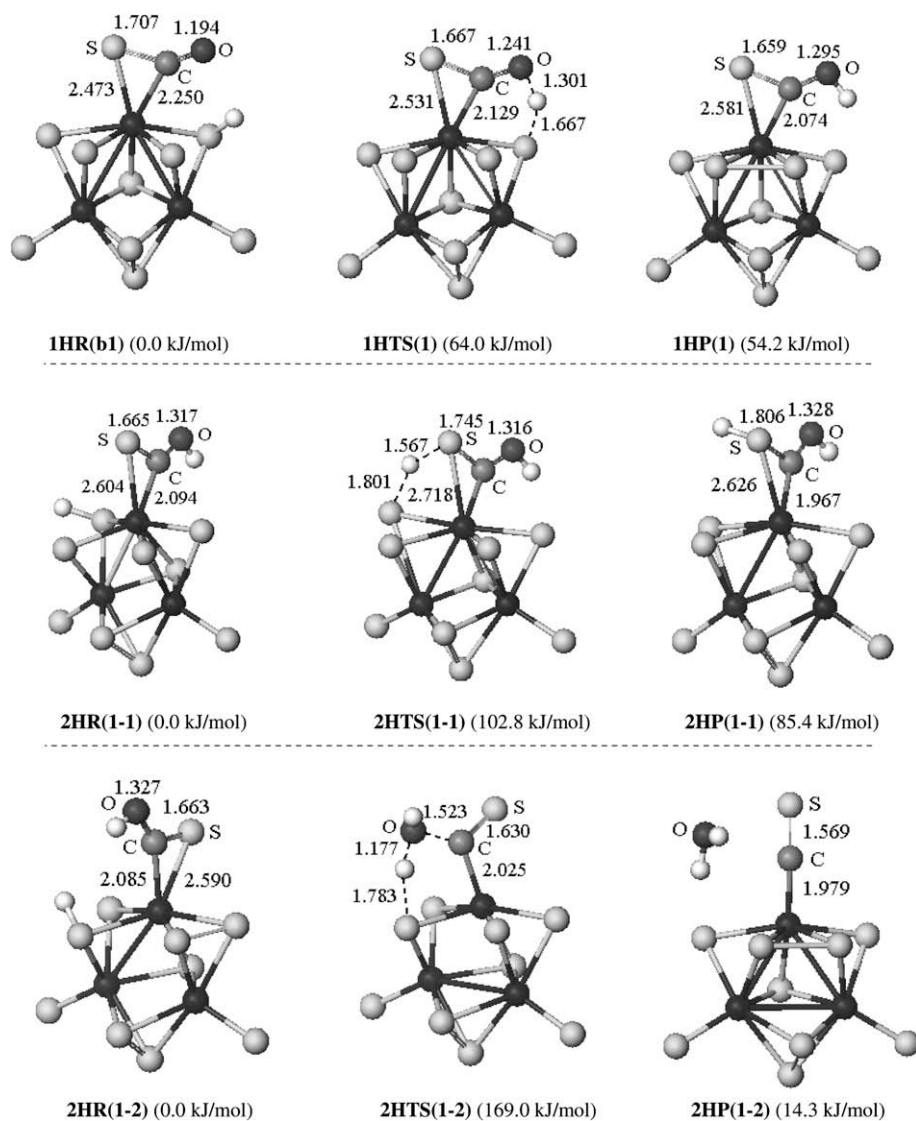 1.707 1.194
S O
C
2.473 2.250
1.667 1.241
S O
1.301
C
2.531 2.129 1.667
1.659 1.295
S O
C
2.581 2.074
1HR(b1) (0.0 kJ/mol) 1HTS(1) (64.0 kJ/mol) 1HP(1) (54.2 kJ/mol)
1.665 1.317
S O
C
2.604 2.094
1.745 1.316
S O
1.567
C
1.801
2.718
1.806 1.328
O
S
C
2.626 1.967
2HR(1-1) (0.0 kJ/mol) 2HTS(1-1) (102.8 kJ/mol) 2HP(1-1) (85.4 kJ/mol)
1.327
O 1.663
S
C
2.085 2.590
S
1.523
O
1.630
C
1.177
2.025
1.783
S
O
1.569
C
1.979
2HR(1-2) (0.0 kJ/mol) 2HTS(1-2) (169.0 kJ/mol) 2HP(1-2) (14.3 kJ/mol)